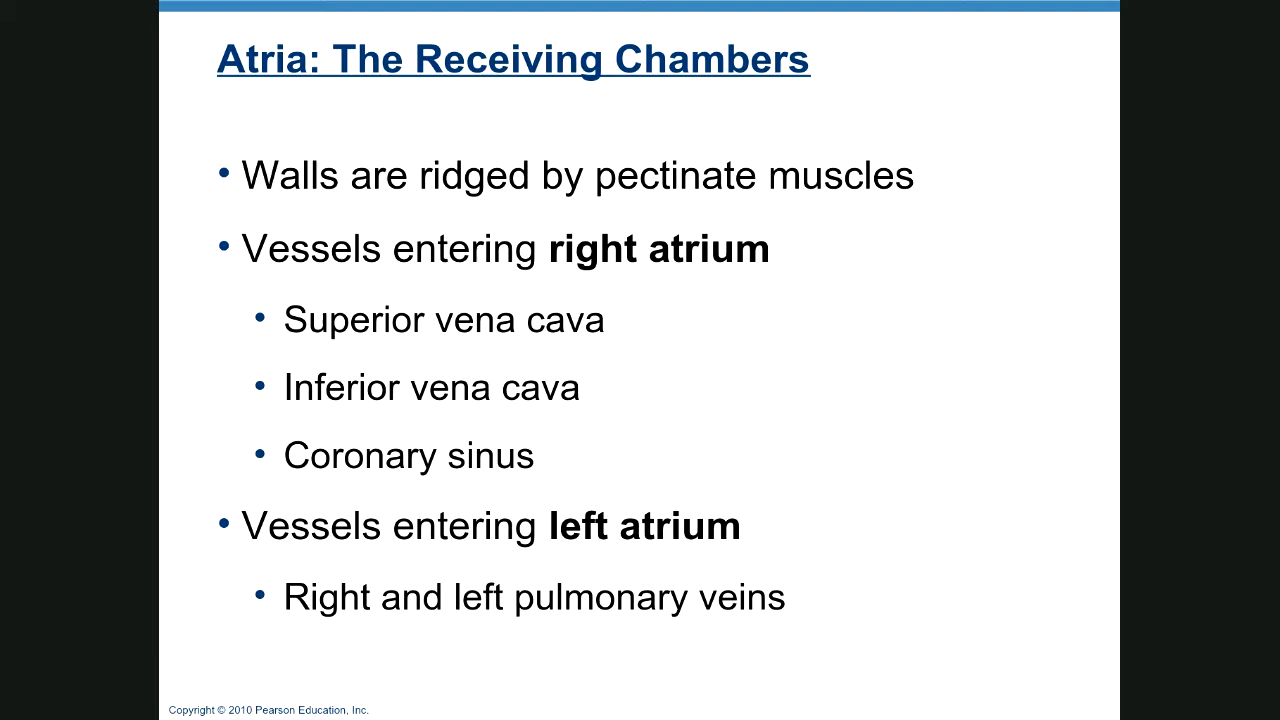 Atria: The Receiving Chambers
• Walls are ridged by pectinate muscles
• Vessels entering right atrium
• Superior vena cava
• Inferior vena cava
• Coronary sinus
• Vessels entering left atrium
• Right and left pulmonary veins
Copyright © 2010 Pearson Education, Inc.